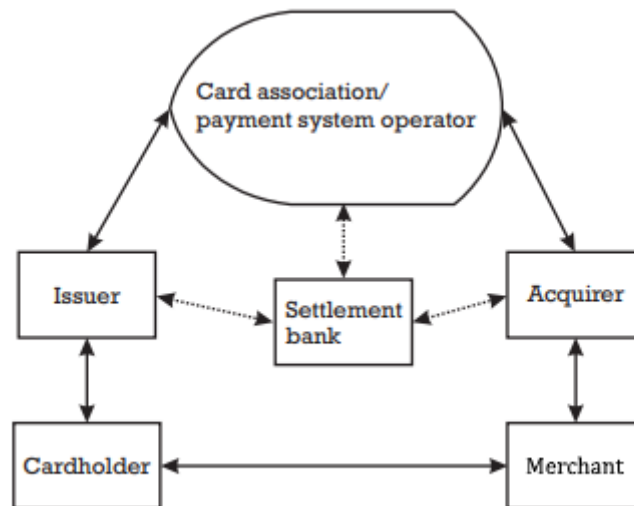 Card association/
payment system operator
Issuer
Settlement
bank
Acquirer
Cardholder
Merchant